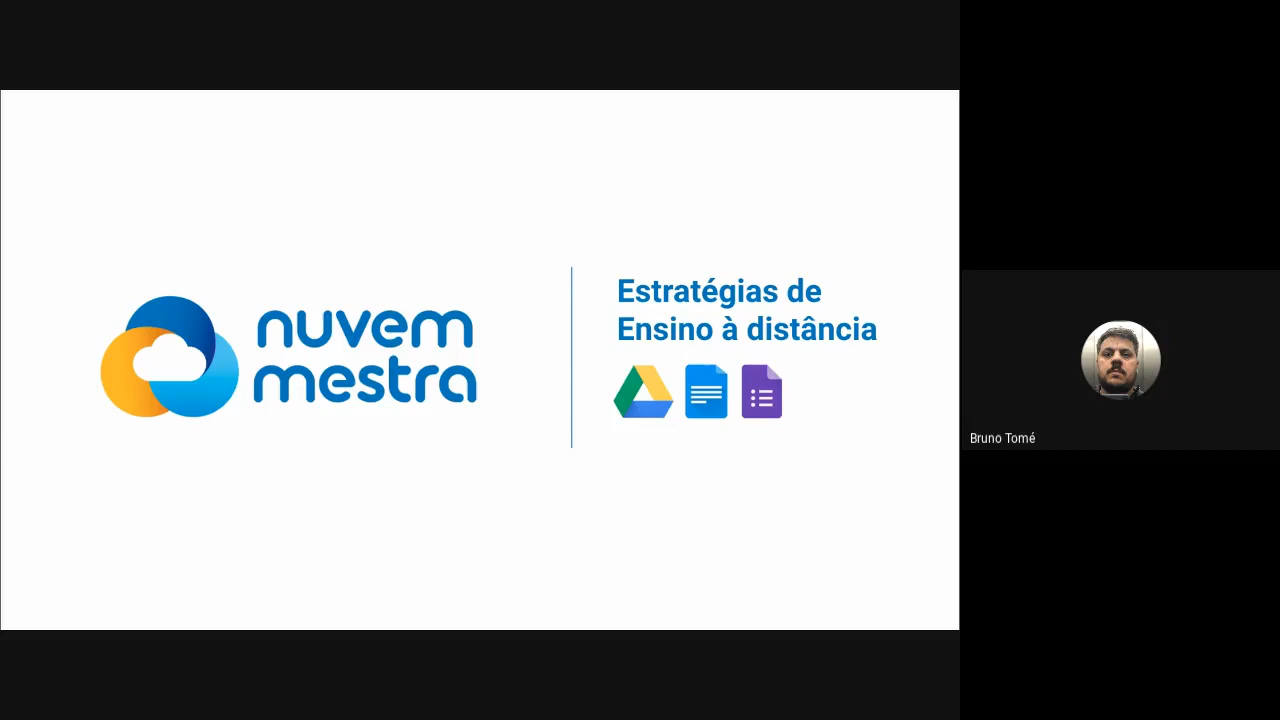 nuvem
mestra
Estratégias de
Ensino à distância
Bruno Tomé